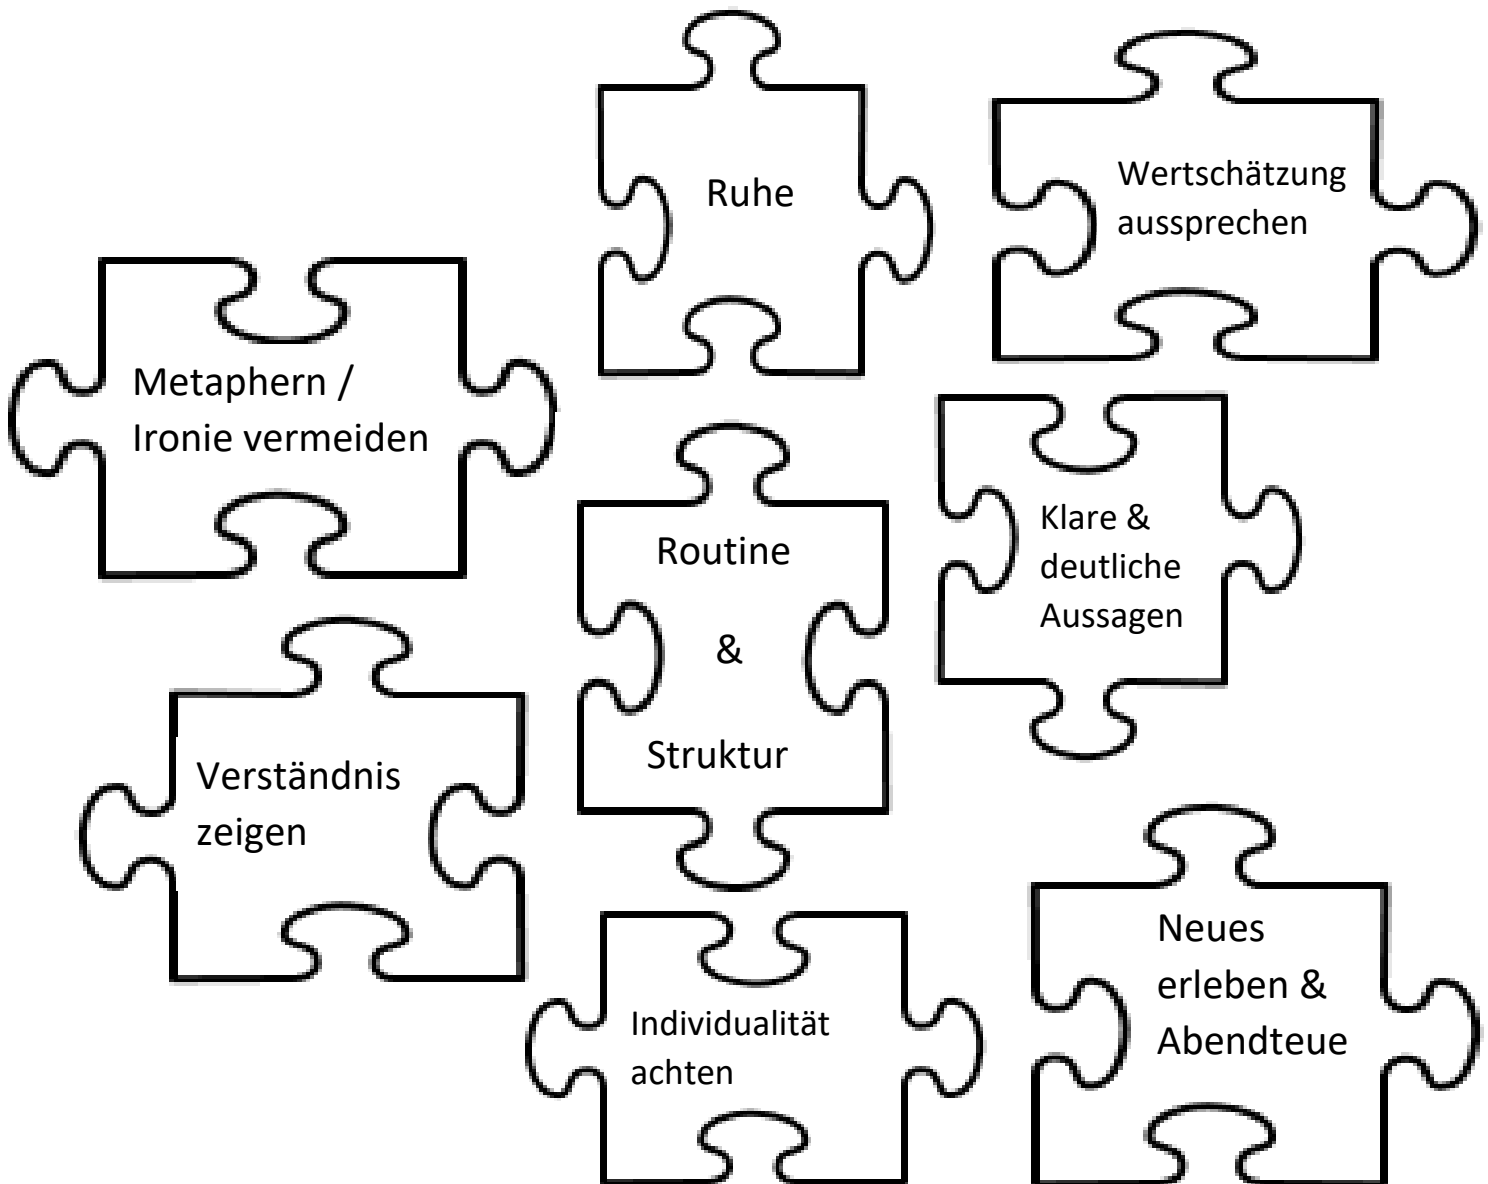 Ruhe
Wertschätzung
aussprechen
Metaphern /
Ironie vermeiden
Routine
&
Struktur
Klare &
deutliche
Aussagen
Verständnis
zeigen
Individualität
achten
Neues
erleben &
Abendteue